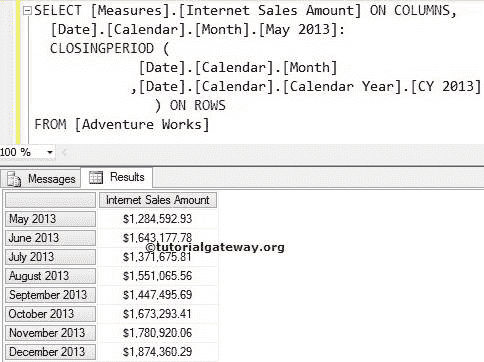 SELECT [Measures].[Internet Sales Amount] ON COLUMNS,
[Date].[Calendar].[Month].[May 2013]:
CLOSINGPERIOD (
[Date].[Calendar].[Month]
,[Date].[Calendar].[Calendar Year].[CY 2013]
) ON ROWS
FROM [Adventure Works]
100 %
Messages Results
Internet Sales Amount
May 2013 $1,284,592.93
June 2013 $1,643,177.78
©tutorialgateway.org
July 2013 $1,371,675.81
August 2013 $1,551,065.56
September 2013 $1,447,495.69
October 2013 $1,673,293.41
November 2013 $1,780,920.06
December 2013 $1,874,360.29